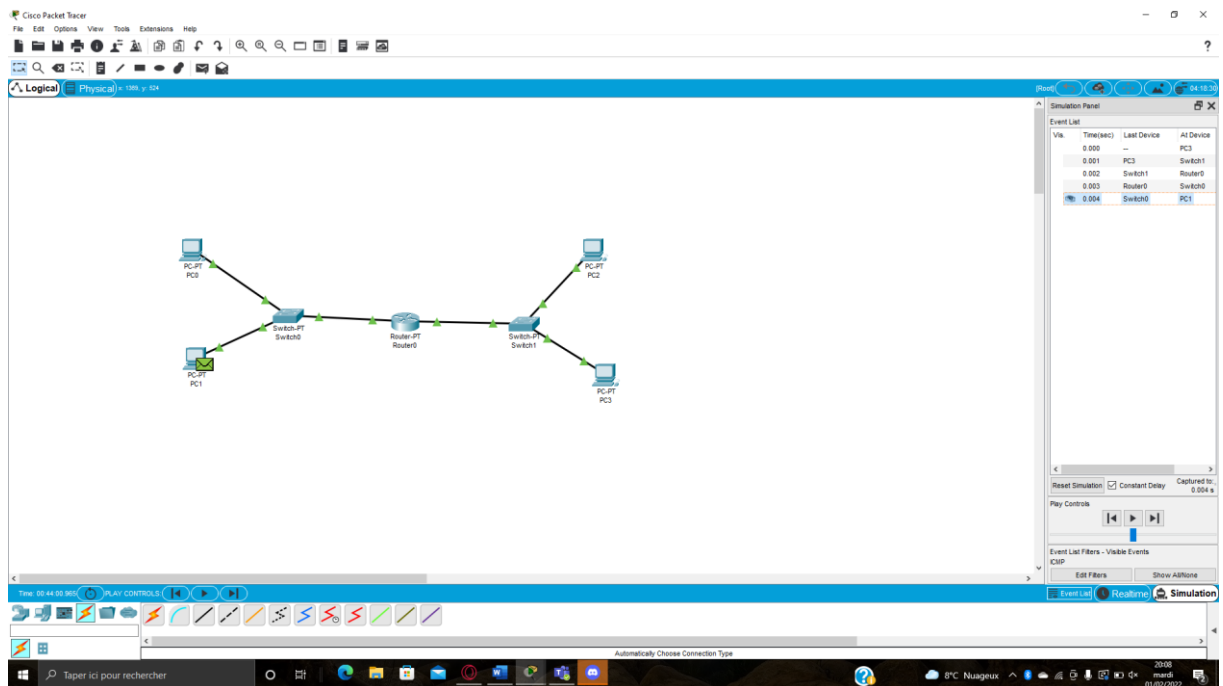 Cisco Packet Tracer
File Edit Options View Tools Extensions Help
?
Logical Physical x: 1389, y: 524
[Root] 04:18:30
Simulation Panel
Event List
Vis. Time(sec) Last Device At Device
0.000 -- PC3
0.001 PC3 Switch1
0.002 Switch1 Router0
0.003 Router0 Switch0
0.004 Switch0 PC1
PC-PT
PC0
PC-PT
PC2
Switch-PT
Switch0
Router-PT
Router0
Switch-PT
Switch1
PC-PT
PC1
PC-PT
PC3
Reset Simulation Constant Delay Captured to:
0.004 s
Play Controls
Event List Filters - Visible Events
ICMP
Edit Filters Show All/None
Time: 00:44:00.965 PLAY CONTROLS:
Event List Realtime Simulation
Automatically Choose Connection Type
Taper ici pour rechercher
8°C Nuageux
20:08
mardi
01/02/2022